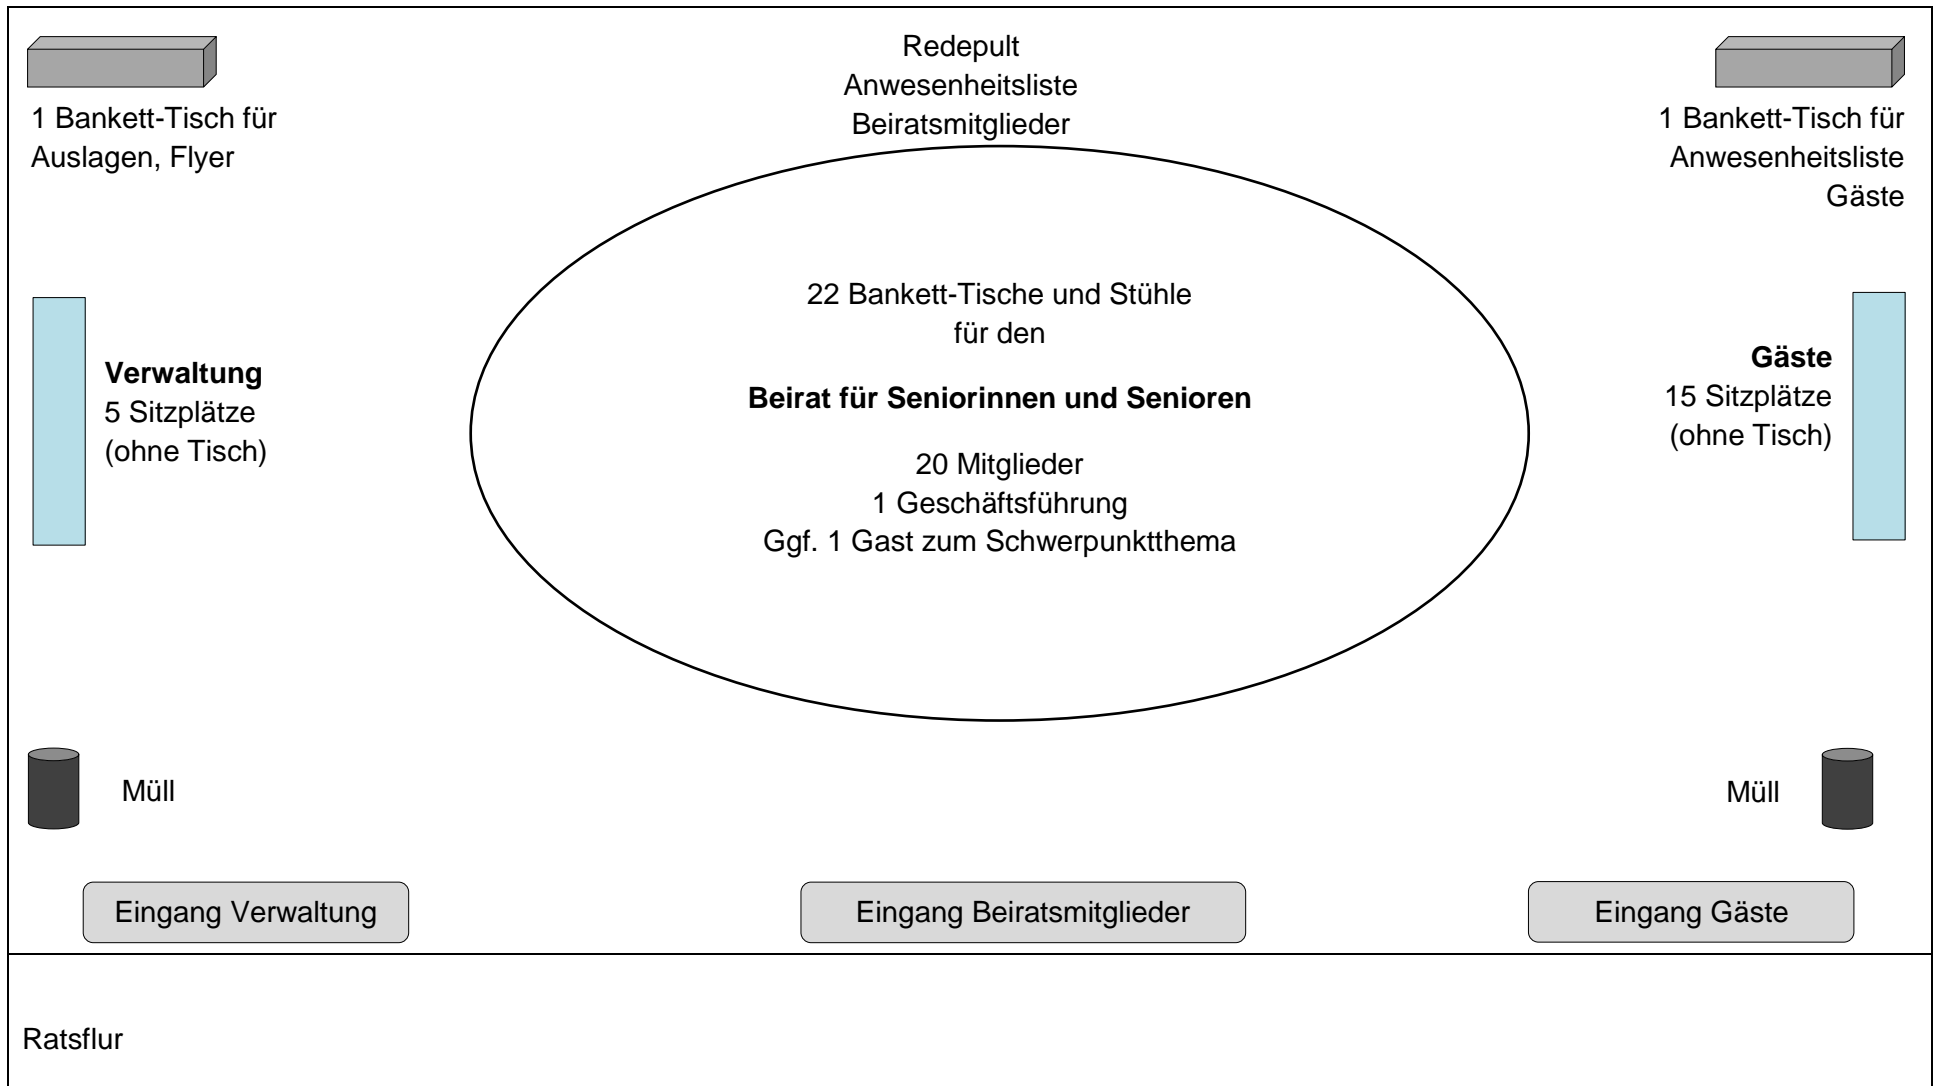 Redepult
Anwesenheitsliste
Beiratsmitglieder
1 Bankett-Tisch für
Auslagen, Flyer
1 Bankett-Tisch für
Anwesenheitsliste
Gäste
22 Bankett-Tische und Stühle
für den
Beirat für Seniorinnen und Senioren
20 Mitglieder
1 Geschäftsführung
Ggf. 1 Gast zum Schwerpunktthema
Verwaltung
5 Sitzplätze
(ohne Tisch)
Gäste
15 Sitzplätze
(ohne Tisch)
Müll
Müll
Eingang Verwaltung
Eingang Beiratsmitglieder
Eingang Gäste
Ratsflur